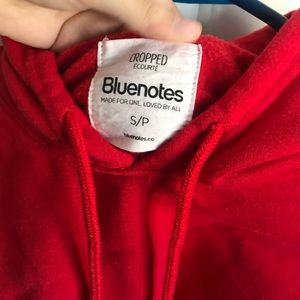 CROPPED
ÉCOURTÉ
Bluenotes
MADE FOR ONE. LOVED BY ALL
S/P
bluenotes.co